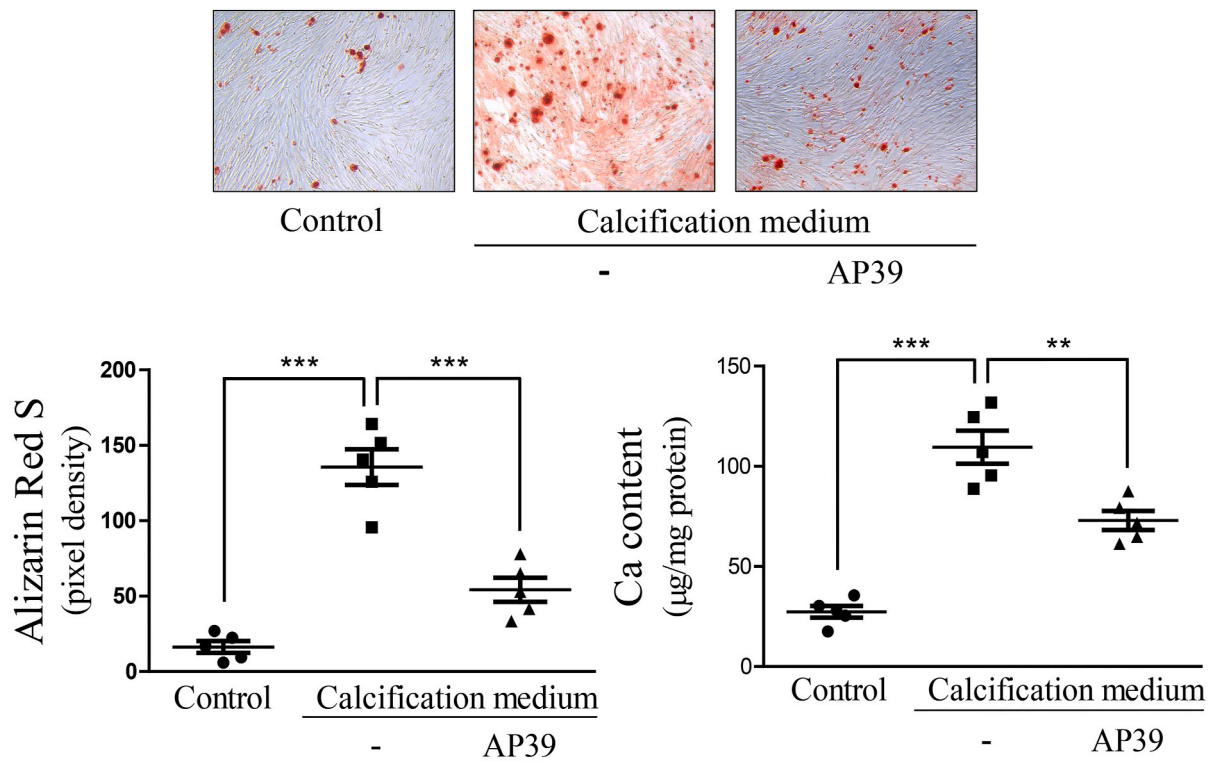 Control
Calcification medium
-
AP39
Alizarin Red S
(pixel density)
200
150
100
50
0
***
***
Control
Calcification medium
-
AP39
Ca content
(µg/mg protein)
150
100
50
0
***
**
Control
Calcification medium
-
AP39